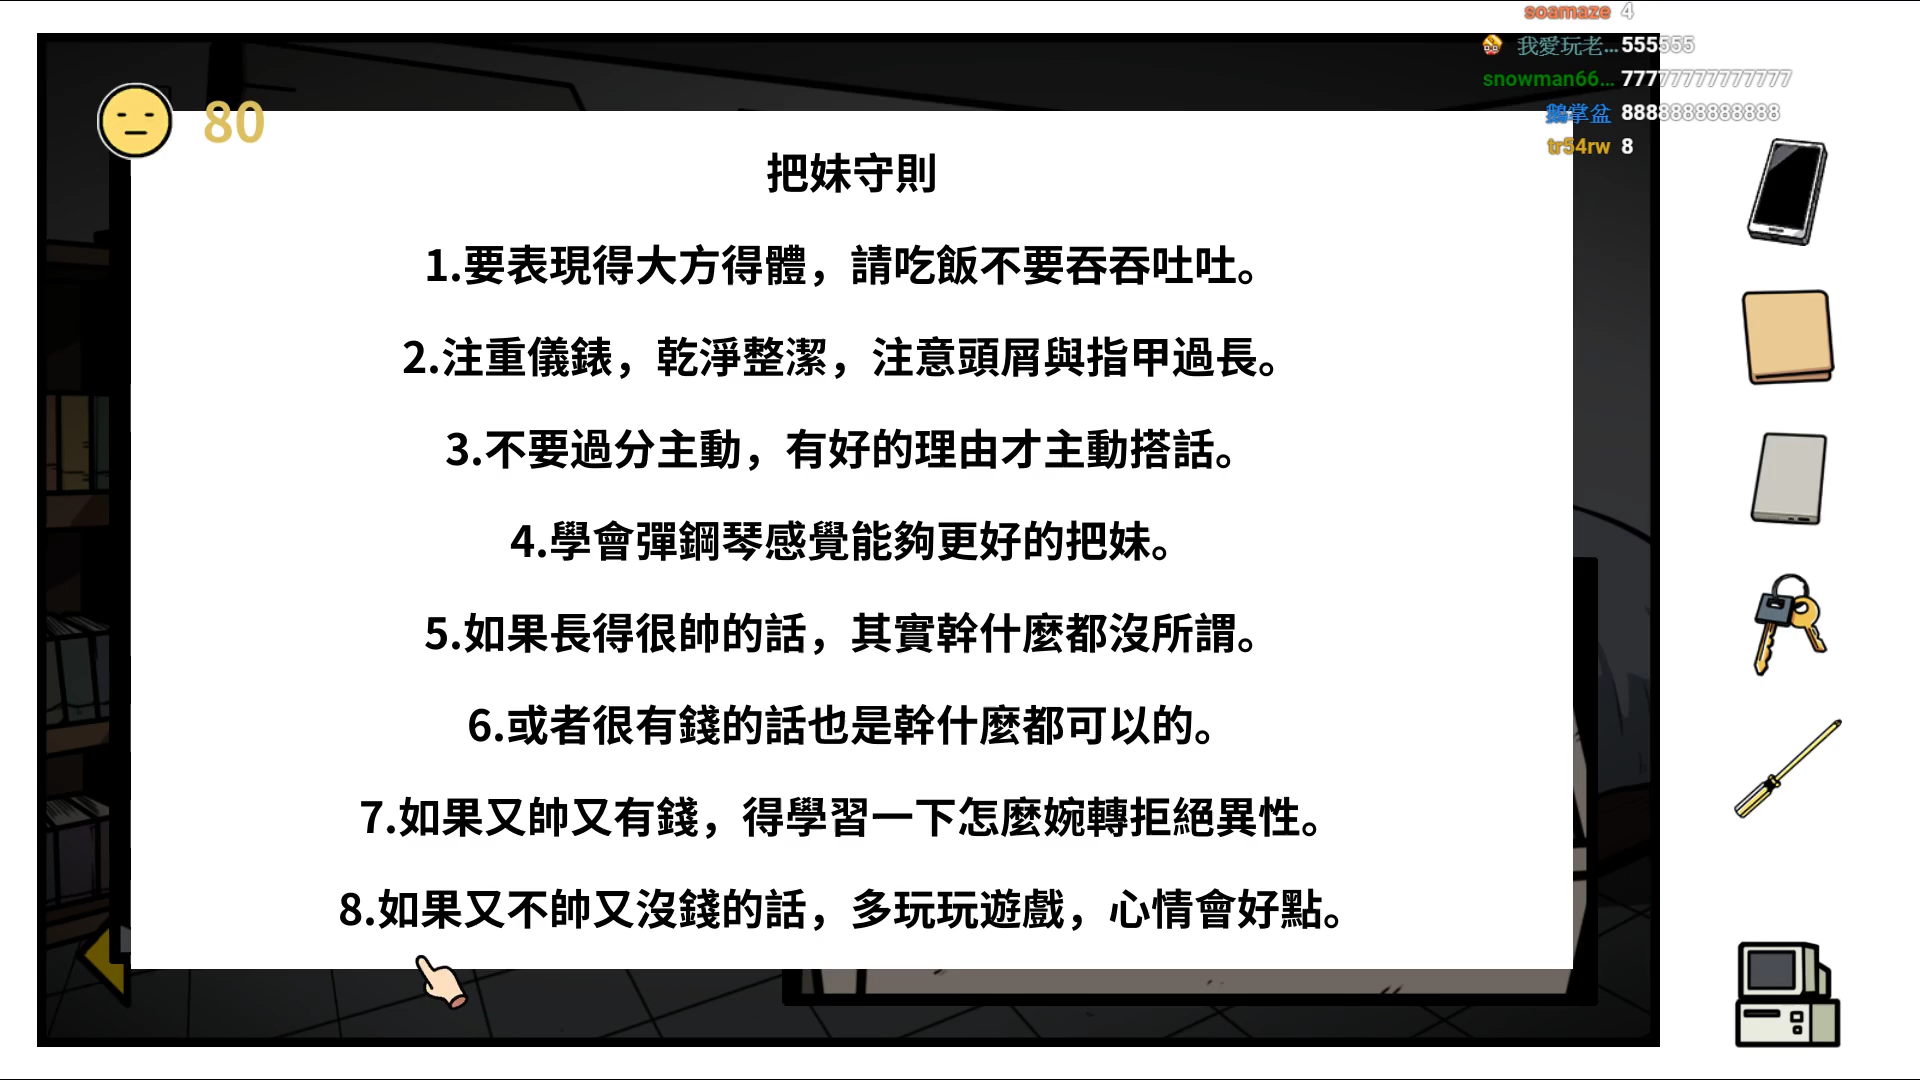 soamaze 4
我愛玩老...555555
snowman66...777777777777777
鵝掌盆 8888888888888
tr54rw 8
80
把妹守則
1.要表現得大方得體，請吃飯不要吞吞吐吐。
2.注重儀錶，乾淨整潔，注意頭屑與指甲過長。
3.不要過分主動，有好的理由才主動搭話。
4.學會彈鋼琴感覺能夠更好的把妹。
5.如果長得很帥的話，其實幹什麼都沒所謂。
6.或者很有錢的話也是幹什麼都可以的。
7.如果又帥又有錢，得學習一下怎麼婉轉拒絕異性。
8.如果又不帥又沒錢的話，多玩玩遊戲，心情會好點。